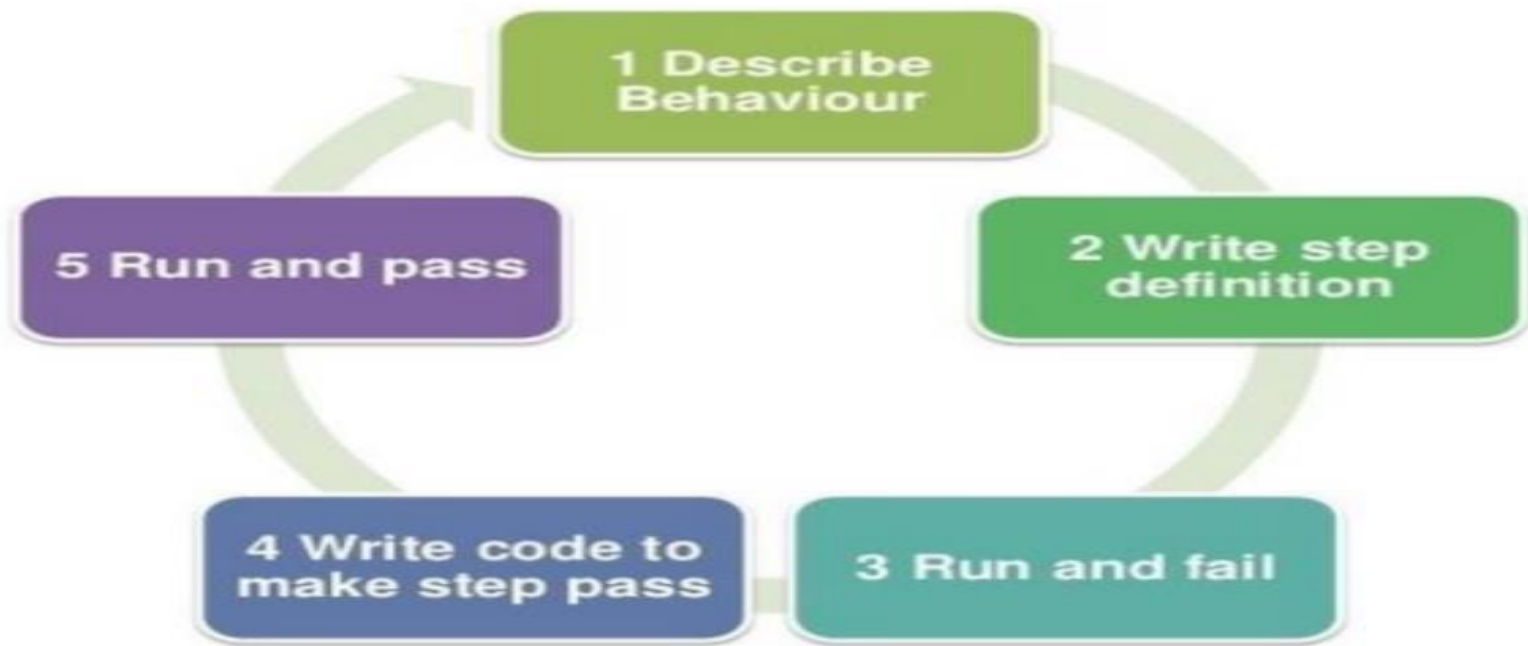 1 Describe
Behaviour
2 Write step
definition
3 Run and fail
4 Write code to
make step pass
5 Run and pass